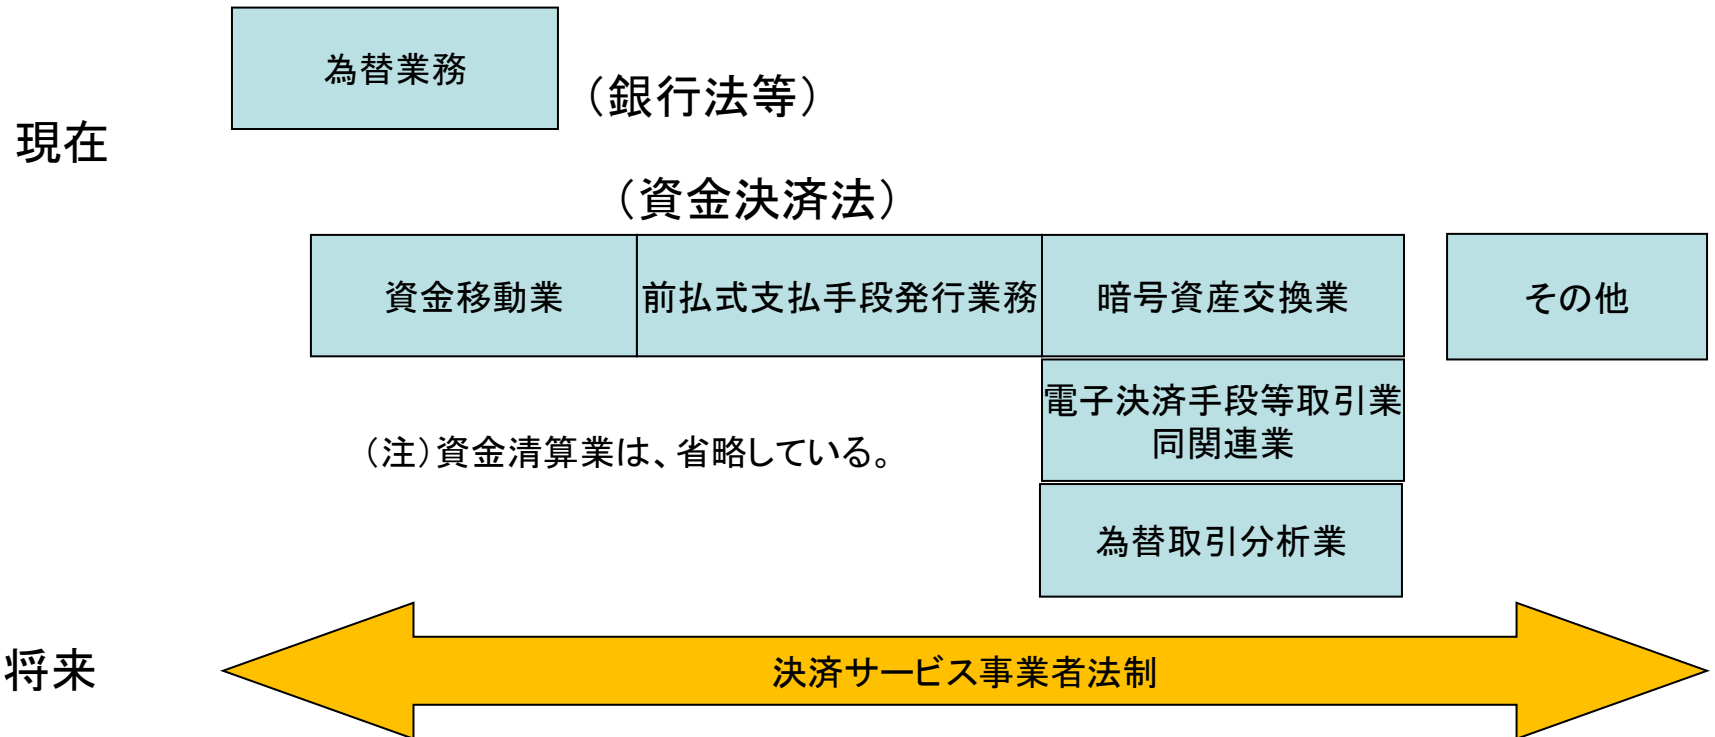 為替業務
（銀行法等）
現在
（資金決済法）
資金移動業
前払式支払手段発行業務
暗号資産交換業
その他
電子決済手段等取引業
同関連業
（注）資金清算業は、省略している。
為替取引分析業
将来
決済サービス事業者法制